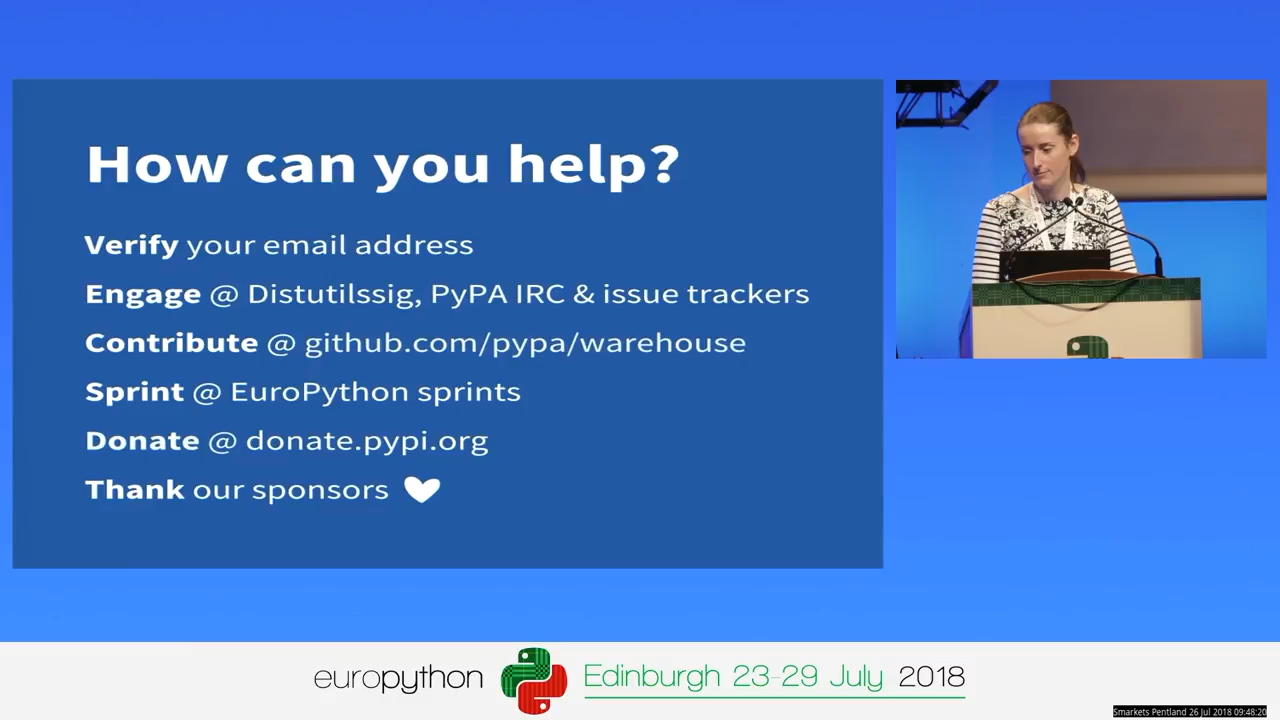 How can you help?
Verify your email address
Engage @ Distutilssig, PyPA IRC & issue trackers
Contribute @ github.com/pypa/warehouse
Sprint @ EuroPython sprints
Donate @ donate.pypi.org
Thank our sponsors
europython Edinburgh 23-29 July 2018
Smarkets Pentland 26 Jul 2018 09:48:20